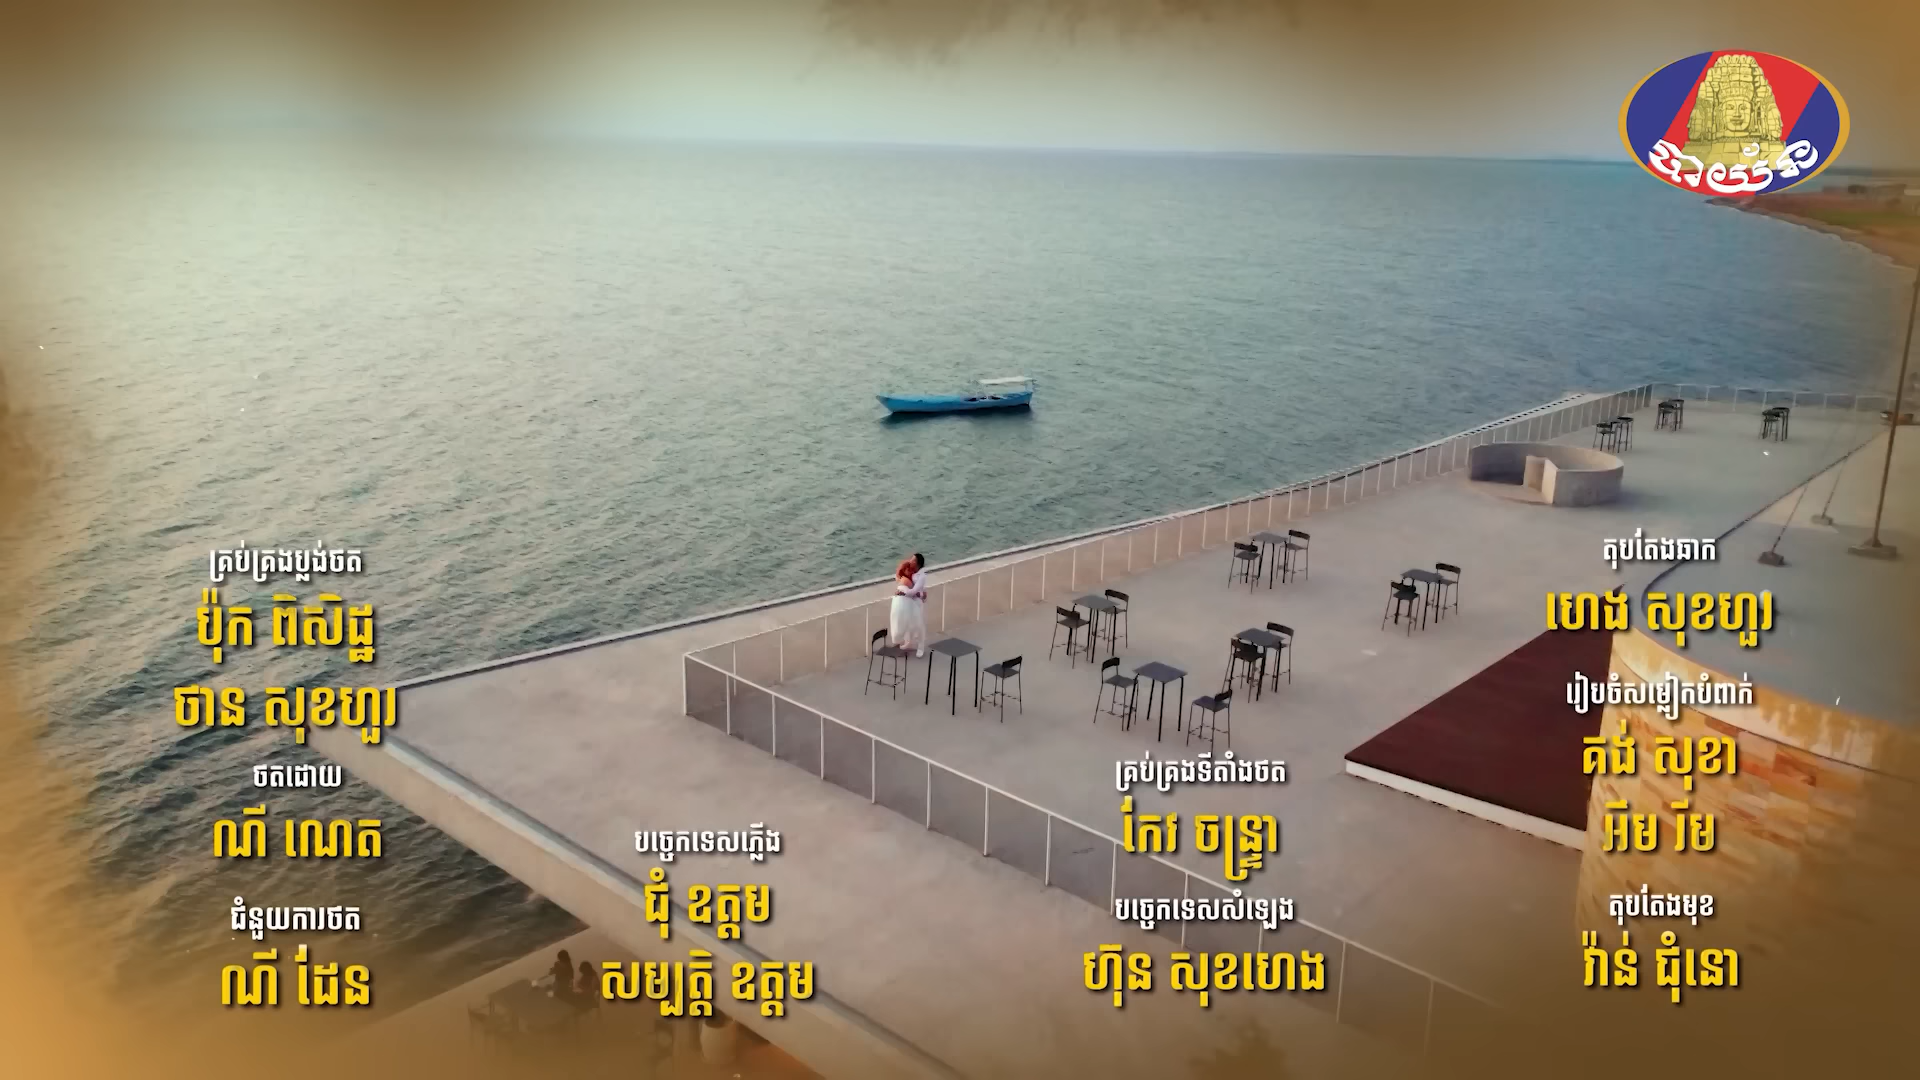 បាយ័ន
គ្រប់គ្រងប្លង់ថត
ប៉ុក ពិសិដ្ឋ
ថាន សុខហួរ
ថតដោយ
ណី ណេត
ជំនួយការថត
ណី ដែន
បច្ចេកទេសភ្លើង
ជុំ ឧត្តម
សម្បត្តិ ឧត្តម
គ្រប់គ្រងទីតាំងថត
កែវ ចន្ត្រា
បច្ចេកទេសសំឡេង
ហ៊ុន សុខហេង
តុបតែងឆាក
ហេង សុខហួរ
រៀបចំសម្លៀកបំពាក់
គង់ សុខា
អឹម រីម
តុបតែងមុខ
វ៉ាន់ ជុំនោ